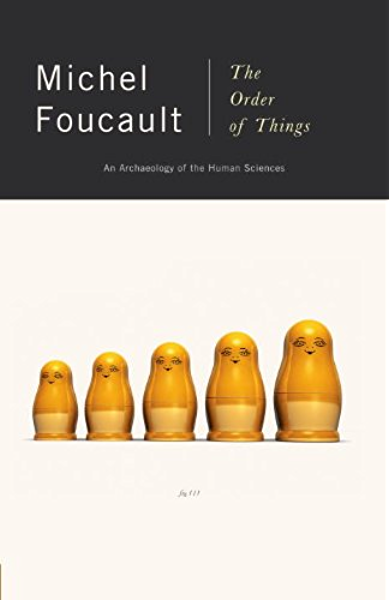 Michel
Foucault
The
Order
of Things
An Archaeology of the Human Sciences